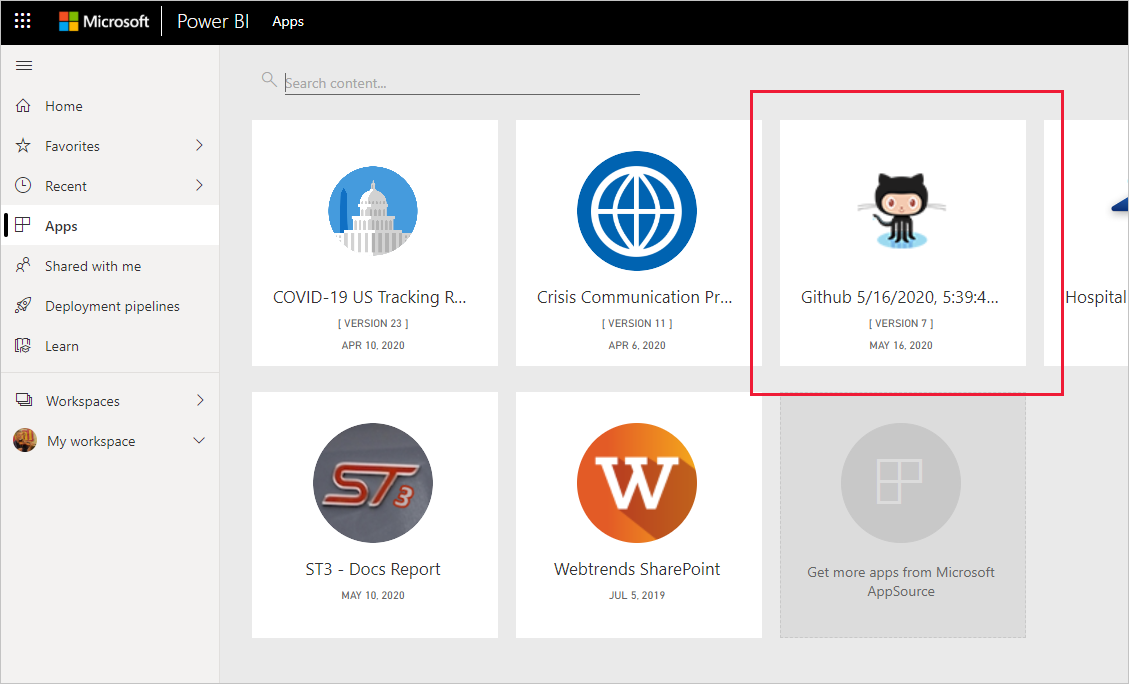 Microsoft Power BI Apps
Search content...
Home
Favorites
Recent
Apps
Shared with me
Deployment pipelines
Learn
Workspaces
My workspace
COVID-19 US Tracking R...
[ VERSION 23 ]
APR 10, 2020
Crisis Communication Pr...
[ VERSION 11 ]
APR 6, 2020
Github 5/16/2020, 5:39:4...
[ VERSION 7 ]
MAY 16, 2020
Hospital
ST3
ST3 - Docs Report
MAY 10, 2020
W
Webtrends SharePoint
JUL 5, 2019
Get more apps from Microsoft
AppSource